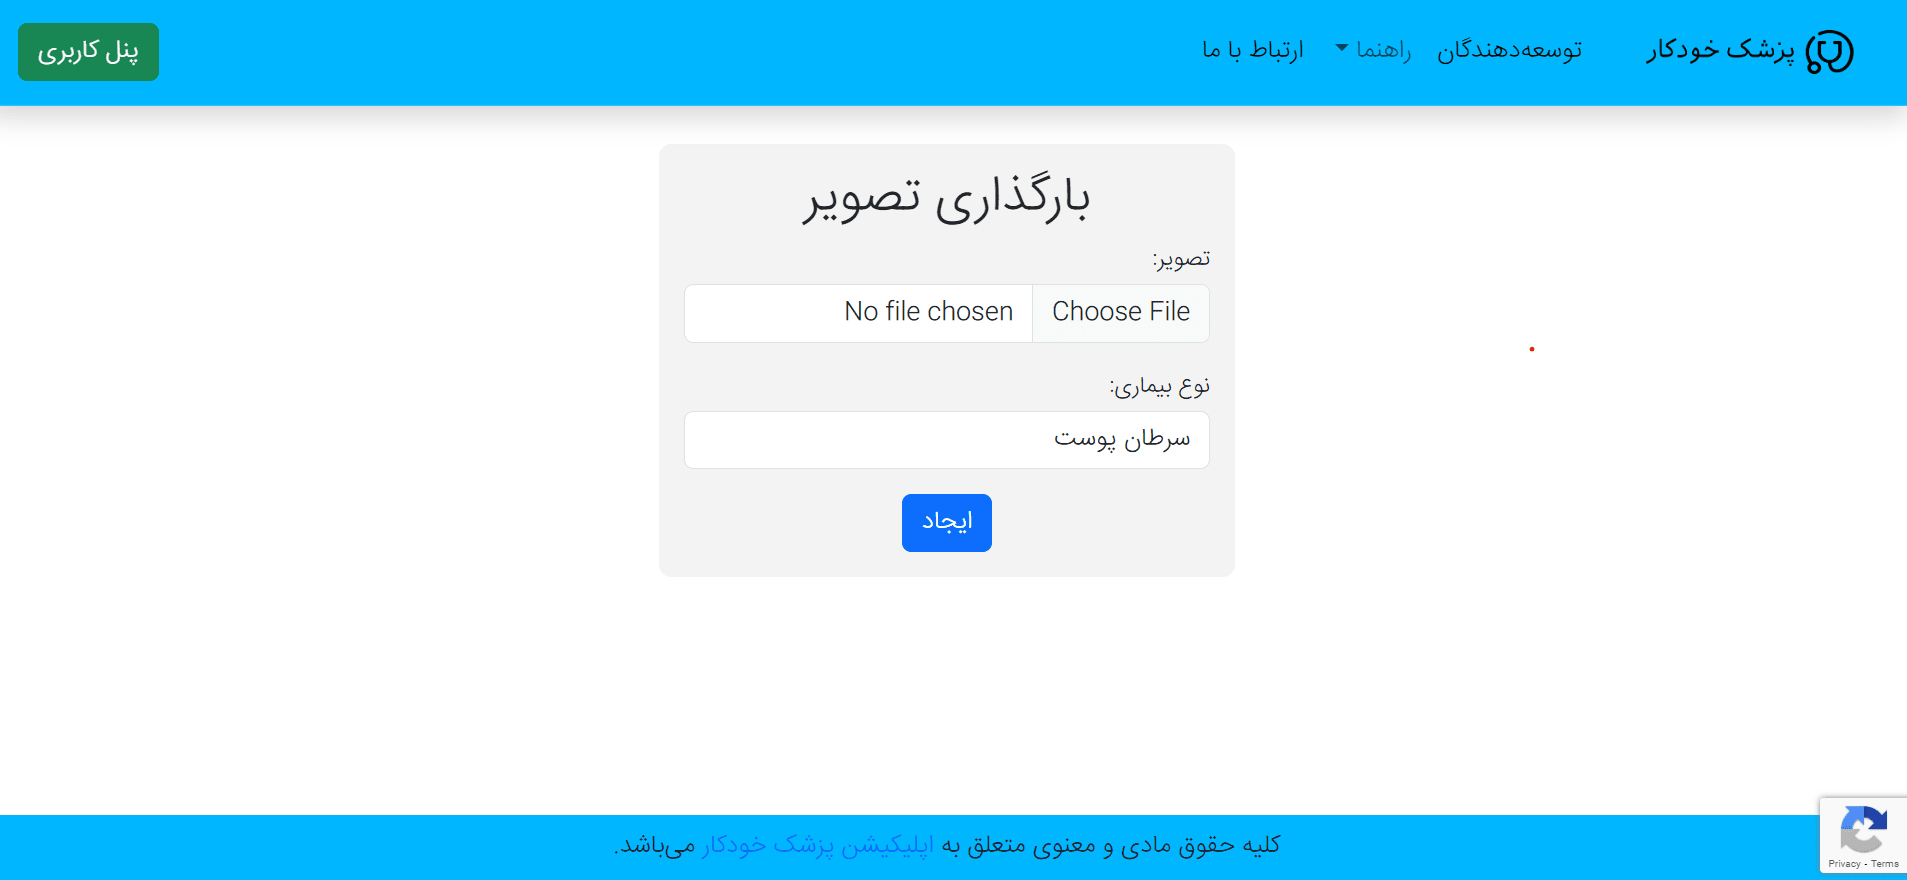 پزشک خودکار
توسعه‌دهندگان
راهنما
ارتباط با ما
پنل کاربری
بارگذاری تصویر
تصویر:
Choose File
No file chosen
نوع بیماری:
سرطان پوست
ایجاد
کلیه حقوق مادی و معنوی متعلق به اپلیکیشن پزشک خودکار می‌باشد.
Privacy - Terms